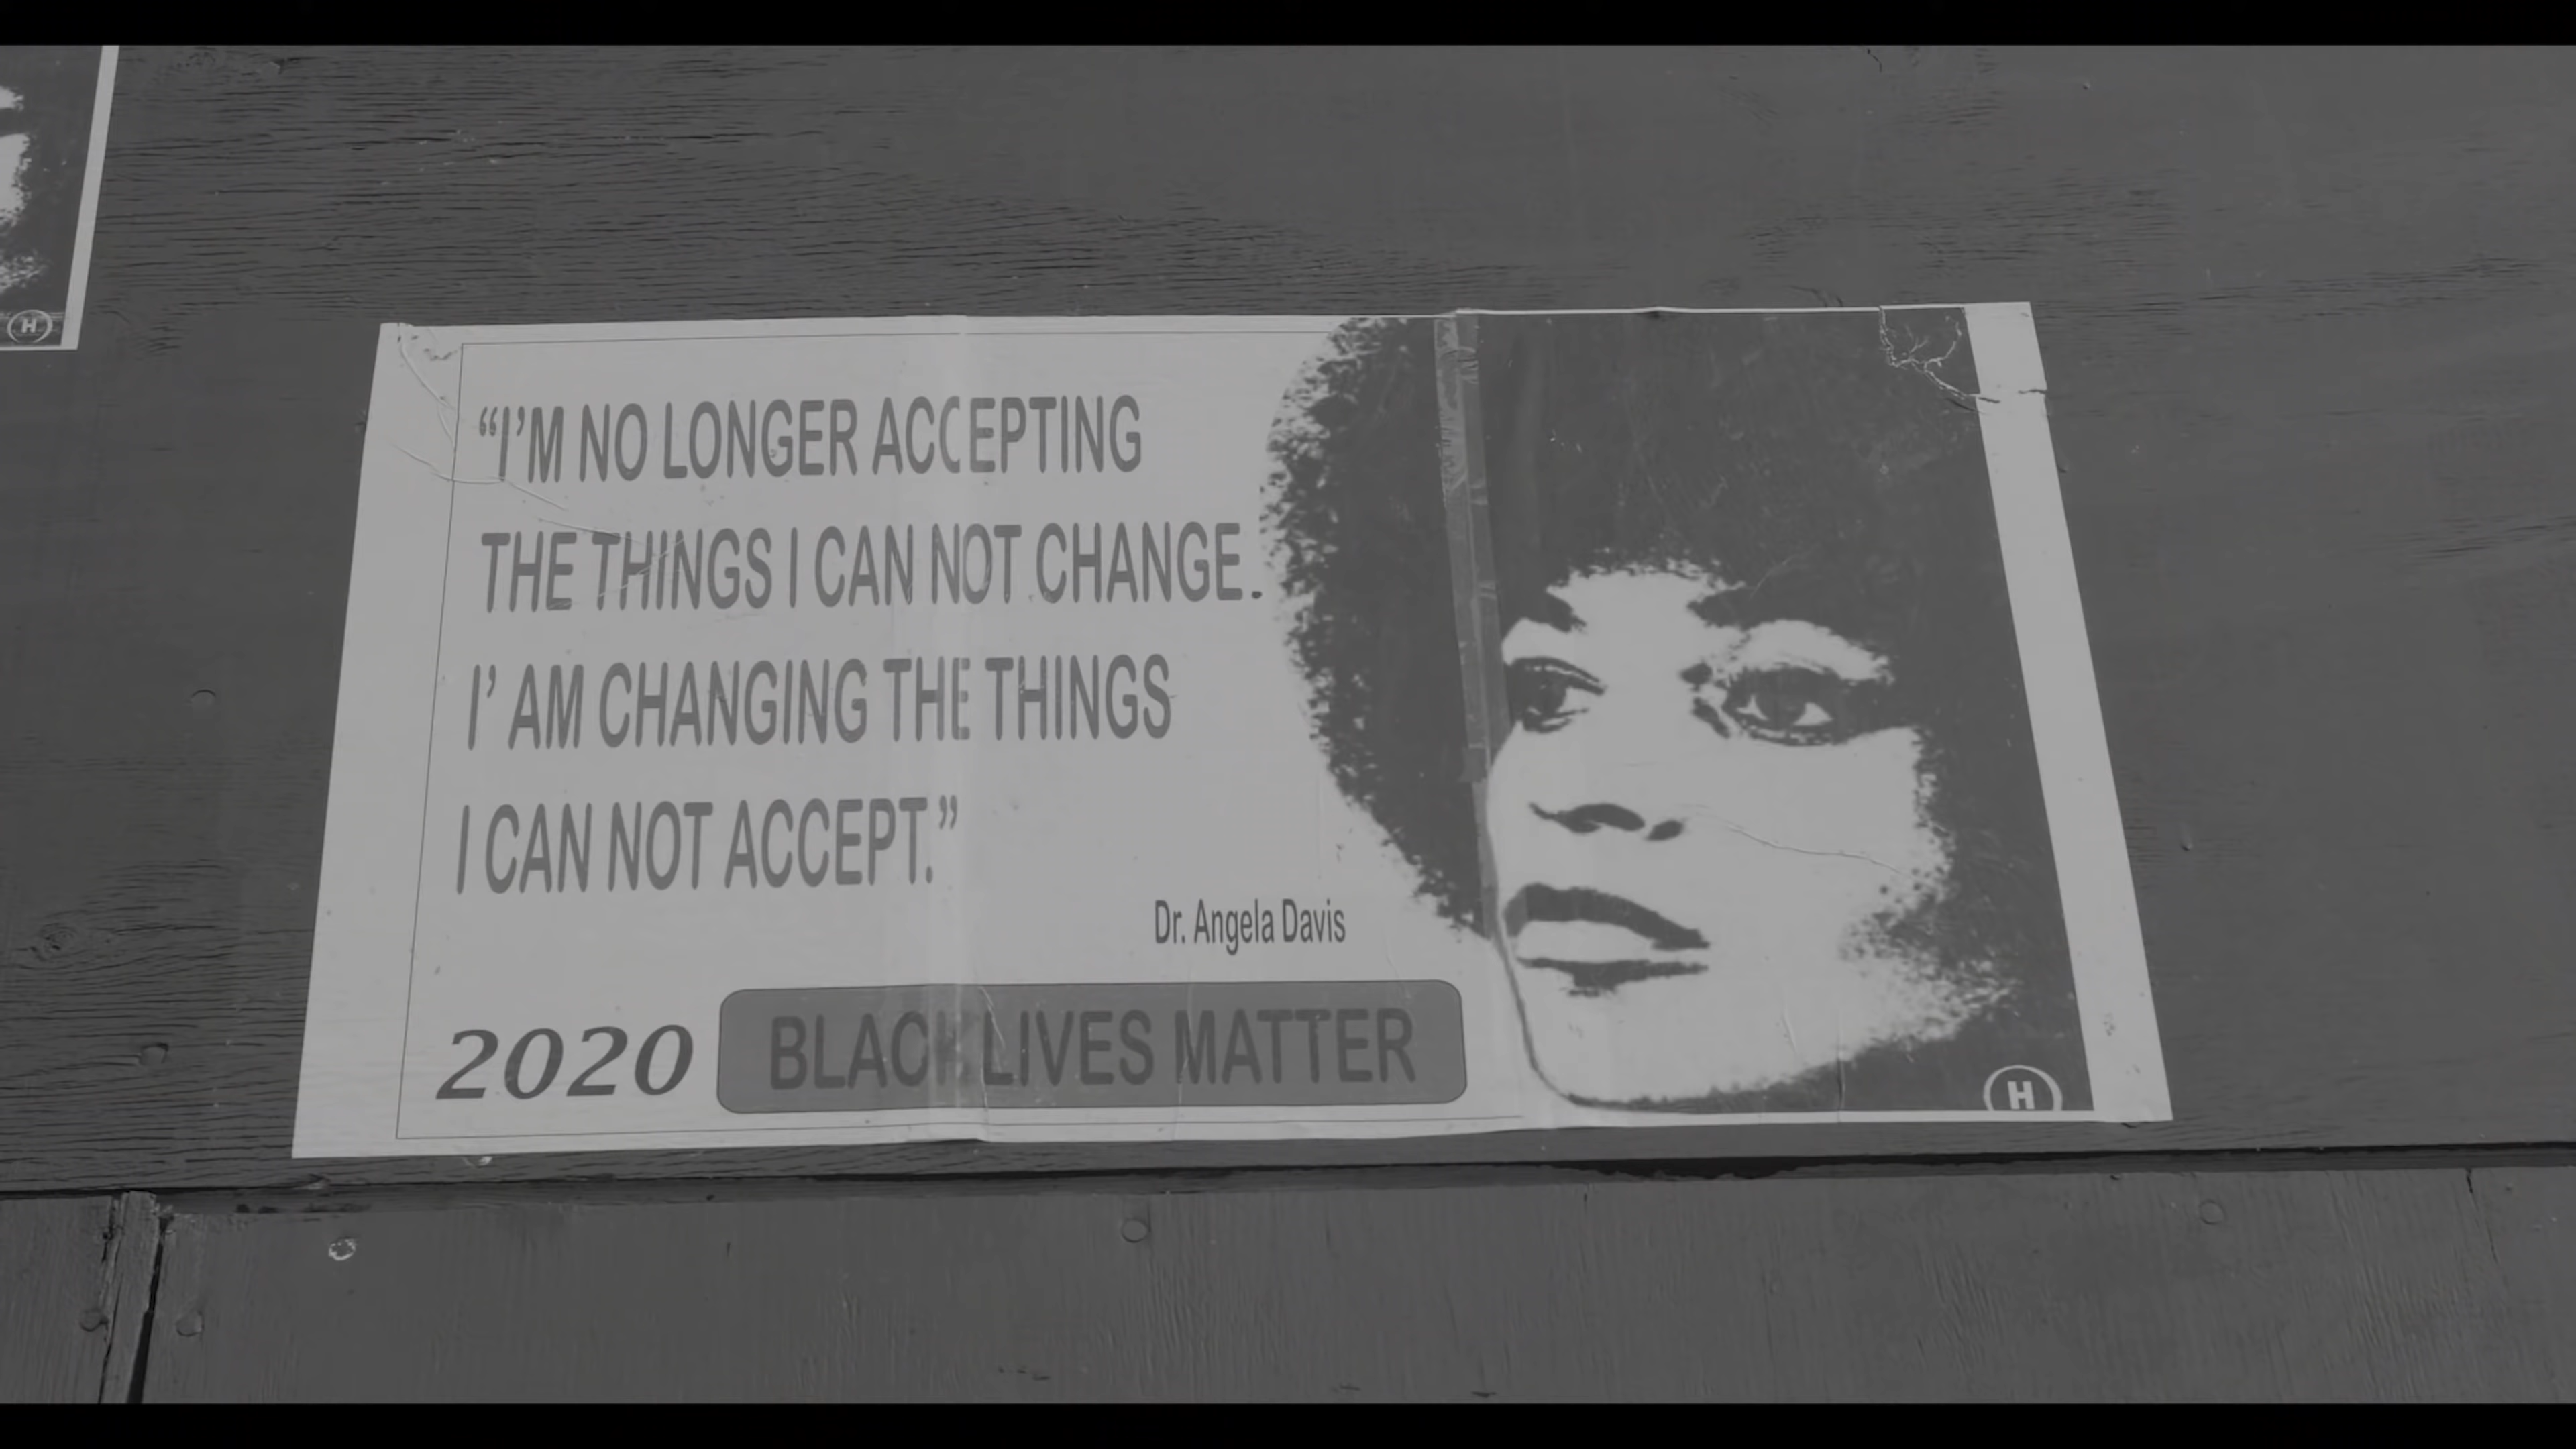 “I’M NO LONGER ACCEPTING
THE THINGS I CAN NOT CHANGE.
I’ AM CHANGING THE THINGS
I CAN NOT ACCEPT.”
Dr. Angela Davis
2020 BLACK LIVES MATTER
H
H